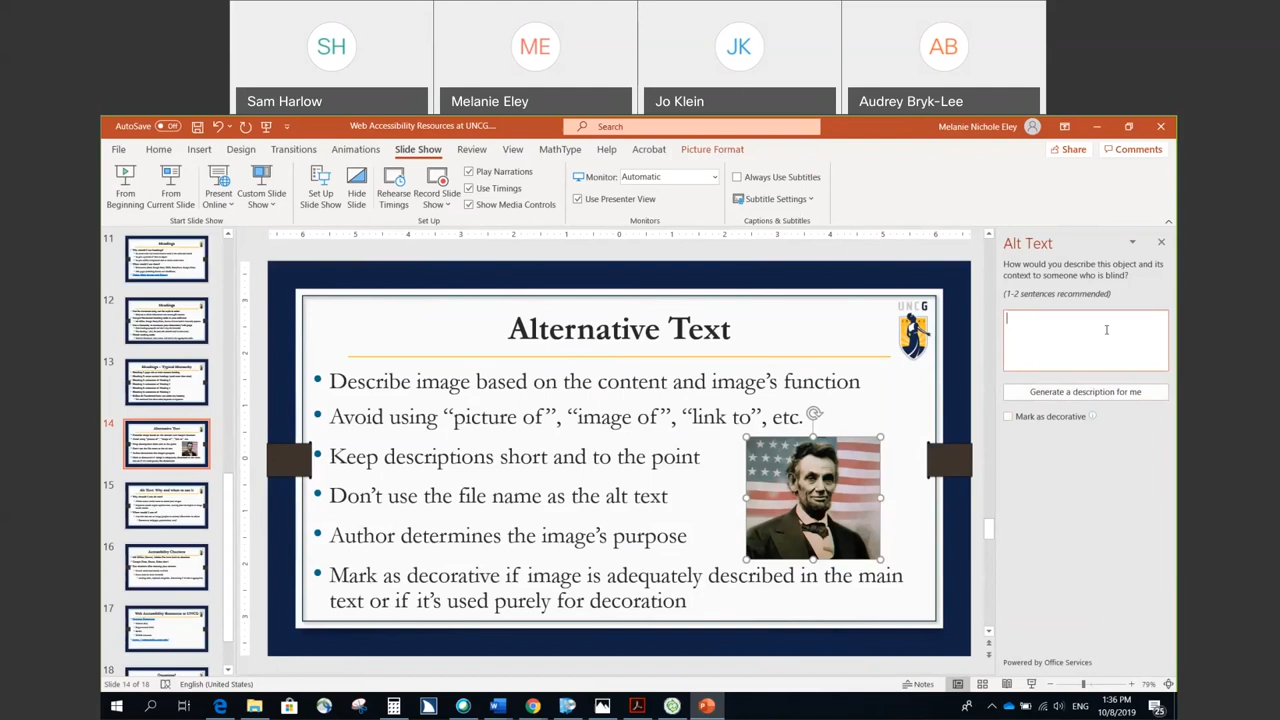 SH
ME
JK
AB
Sam Harlow
Melanie Eley
Jo Klein
Audrey Bryk-Lee
AutoSave
Off
Web Accessibility Resources at UNCG....
Search
Melanie Nichole Eley
File
Home
Insert
Design
Transitions
Animations
Slide Show
Review
View
MathType
Help
Acrobat
Picture Format
Share
Comments
From Beginning
From Current Slide
Present Online
Custom Slide Show
Start Slide Show
Set Up Slide Show
Hide Slide
Rehearse Timings
Record Slide Show
Play Narrations
Use Timings
Show Media Controls
Set Up
Monitor:
Automatic
Use Presenter View
Monitors
Always Use Subtitles
Subtitle Settings
Captions & Subtitles
11
12
13
14
15
16
17
18
UNCG
Alternative Text
• Describe image based on the content and image's function
• Avoid using “picture of”, “image of”, “link to”, etc.
• Keep descriptions short and to the point
• Don't use the file name as the alt text
• Author determines the image's purpose
• Mark as decorative if image is adequately described in the main
text or if it's used purely for decoration
Alt Text
How would you describe this object and its
context to someone who is blind?
(1-2 sentences recommended)
Generate a description for me
Mark as decorative
Powered by Office Services
Slide 14 of 18
English (United States)
Notes
79%
ENG
1:36 PM
10/8/2019
25